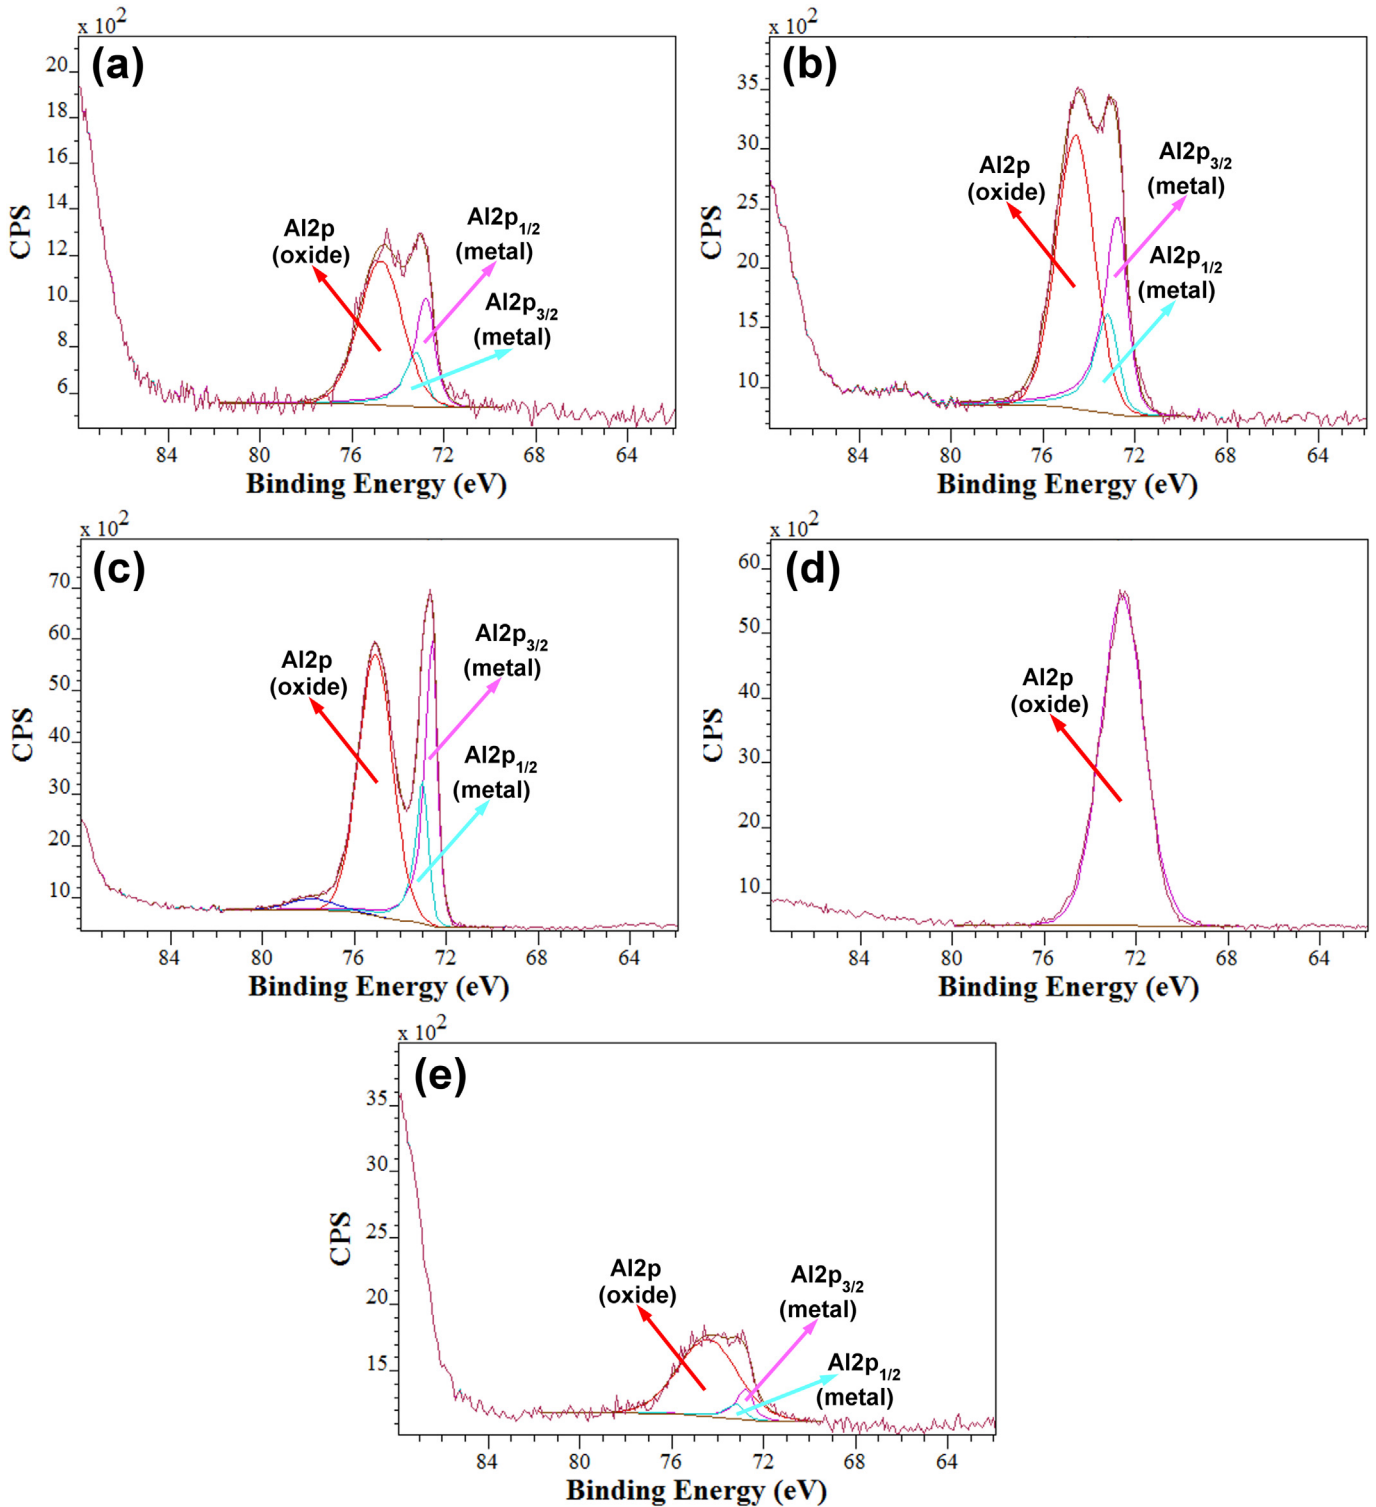 x 10²
(a)
20
18
16
14
12
10
8
6
CPS
Al2p
(oxide)
Al2p1/2
(metal)
Al2p3/2
(metal)
84 80 76 72 68 64
Binding Energy (eV)
x 10²
(b)
35
30
25
20
15
10
CPS
Al2p
(oxide)
Al2p3/2
(metal)
Al2p1/2
(metal)
84 80 76 72 68 64
Binding Energy (eV)
x 10²
(c)
70
60
50
40
30
20
10
CPS
Al2p
(oxide)
Al2p3/2
(metal)
Al2p1/2
(metal)
84 80 76 72 68 64
Binding Energy (eV)
x 10²
(d)
60
50
40
30
20
10
CPS
Al2p
(oxide)
84 80 76 72 68 64
Binding Energy (eV)
x 10²
(e)
35
30
25
20
15
CPS
Al2p
(oxide)
Al2p3/2
(metal)
Al2p1/2
(metal)
84 80 76 72 68 64
Binding Energy (eV)